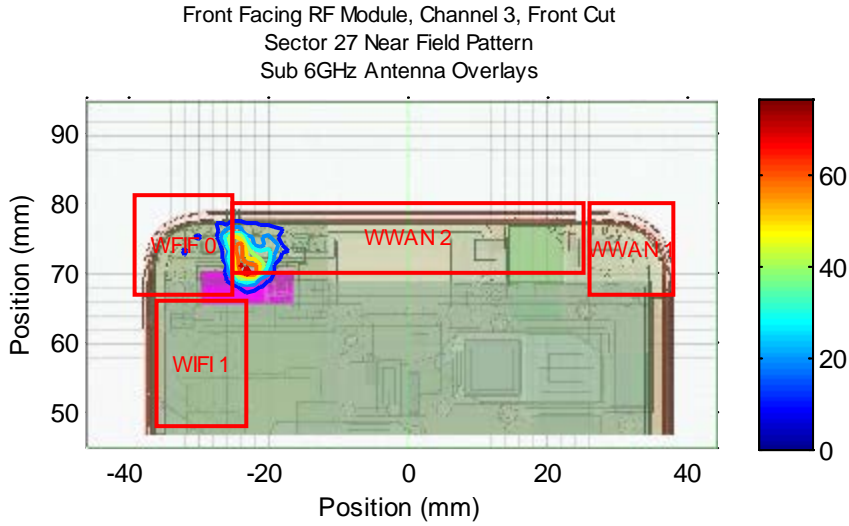 Front Facing RF Module, Channel 3, Front Cut
Sector 27 Near Field Pattern
Sub 6GHz Antenna Overlays
90
80
70
60
50
Position (mm)
-40
-20
0
20
40
Position (mm)
WFIF 0
WWAN 2
WWAN 1
WIFI 1
60
40
20
0